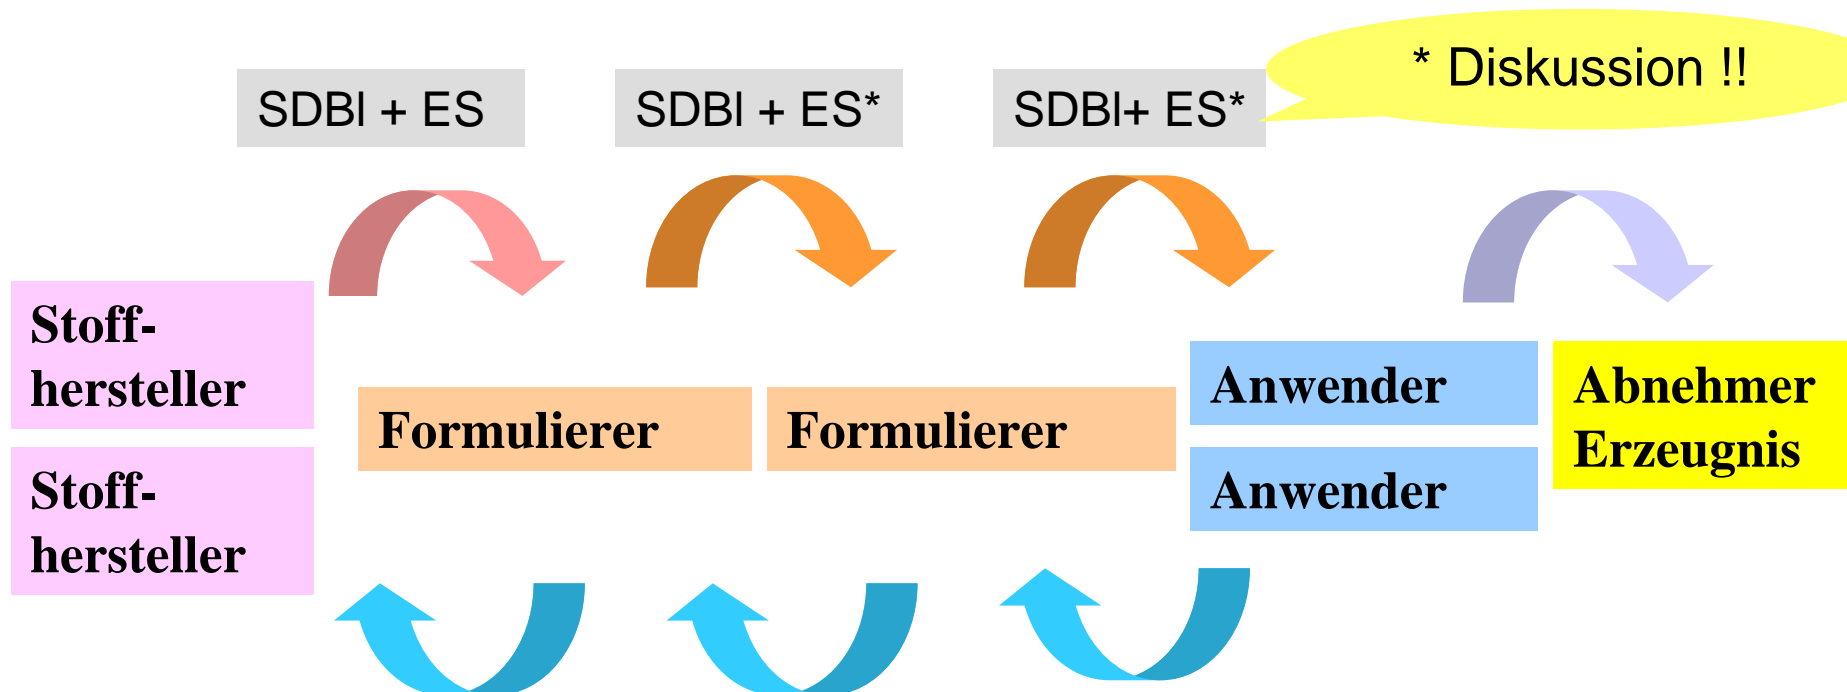 * Diskussion !!
SDBl + ES
SDBl + ES*
SDBl+ ES*
Stoff-
hersteller
Stoff-
hersteller
Formulierer
Formulierer
Anwender
Anwender
Abnehmer
Erzeugnis